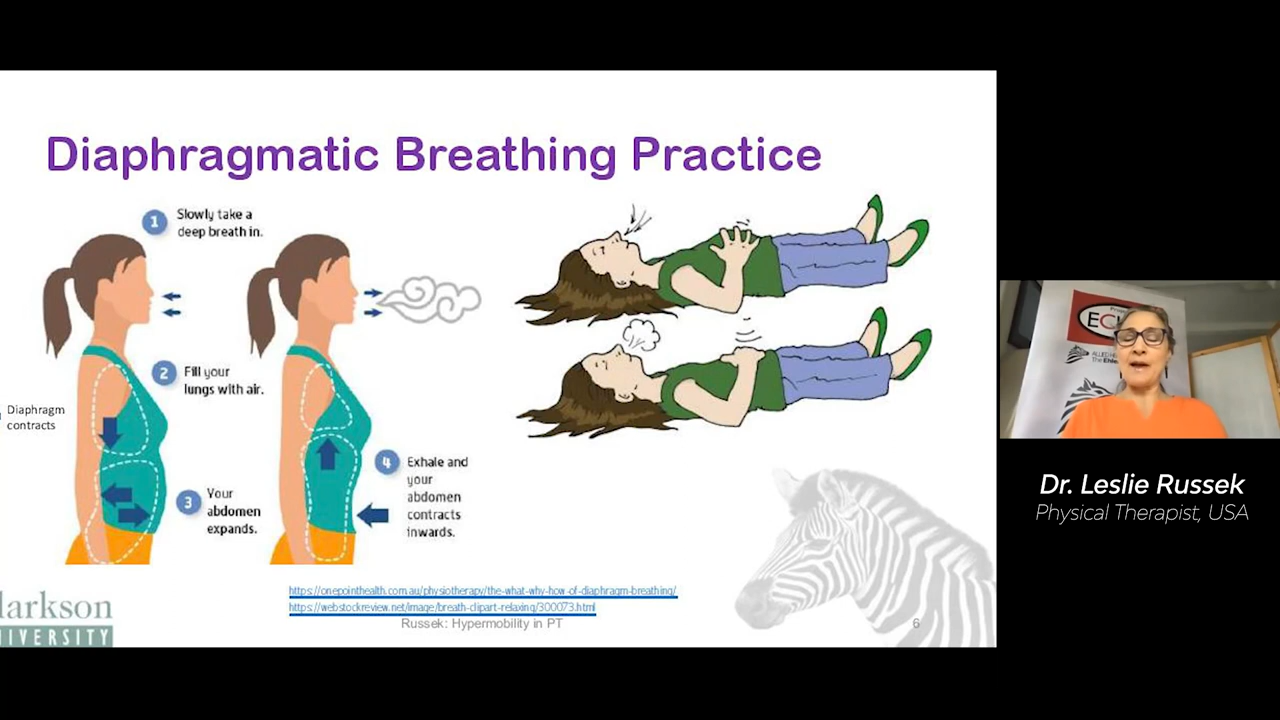 Diaphragmatic Breathing Practice
1
Slowly take a
deep breath in.
2
Fill your
lungs with air.
Diaphragm
contracts
3
Your
abdomen
expands.
4
Exhale and
your
abdomen
contracts
inwards.
https://onepointhealth.com.au/physiotherapy/the-what-why-how-of-diaphragm-breathing/
https://webstockreview.net/image/breath-clipart-relaxing/300073.html
Russek: Hypermobility in PT
6
larkson
IVERSITY
Dr. Leslie Russek
Physical Therapist, USA